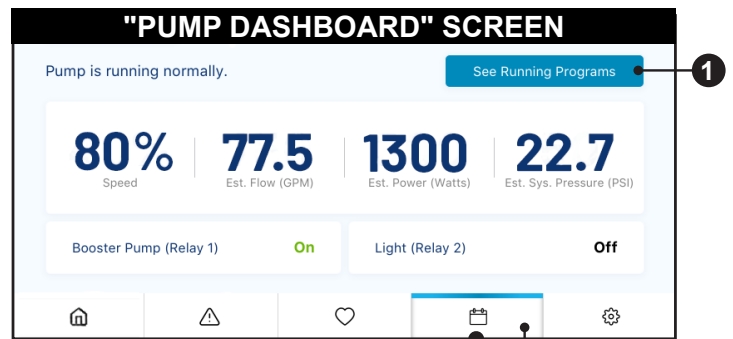 "PUMP DASHBOARD" SCREEN
Pump is running normally.
See Running Programs
1
80% 77.5 1300 22.7
Speed Est. Flow (GPM) Est. Power (Watts) Est. Sys. Pressure (PSI)
Booster Pump (Relay 1) On Light (Relay 2) Off